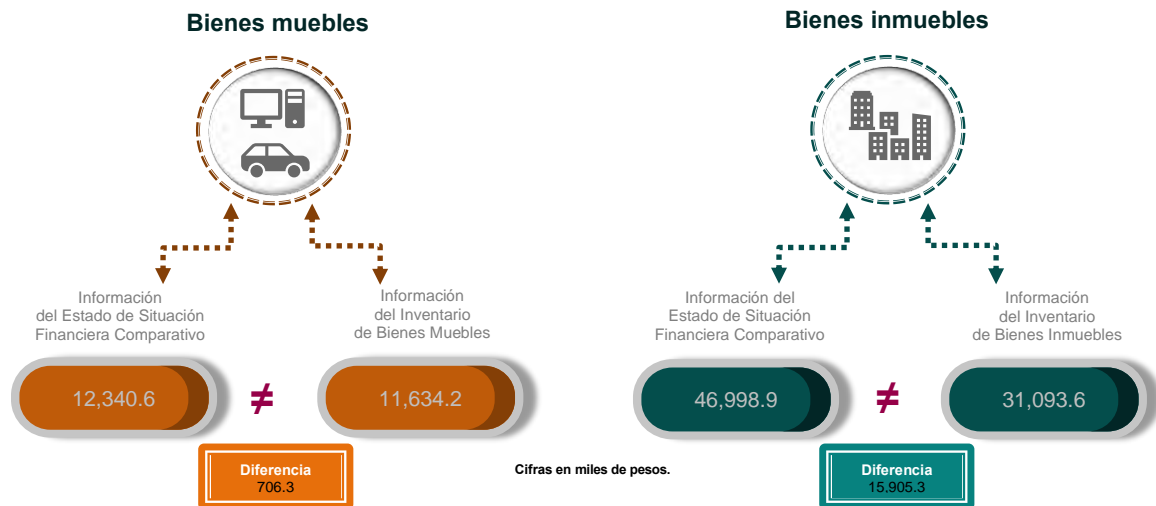 Bienes muebles
Información
del Estado de Situación
Financiera Comparativo
Información
del Inventario
de Bienes Muebles
12,340.6
≠
11,634.2
Diferencia
706.3
Cifras en miles de pesos.
Bienes inmuebles
Información del
Estado de Situación
Financiera Comparativo
Información
del Inventario
de Bienes Inmuebles
46,998.9
≠
31,093.6
Diferencia
15,905.3